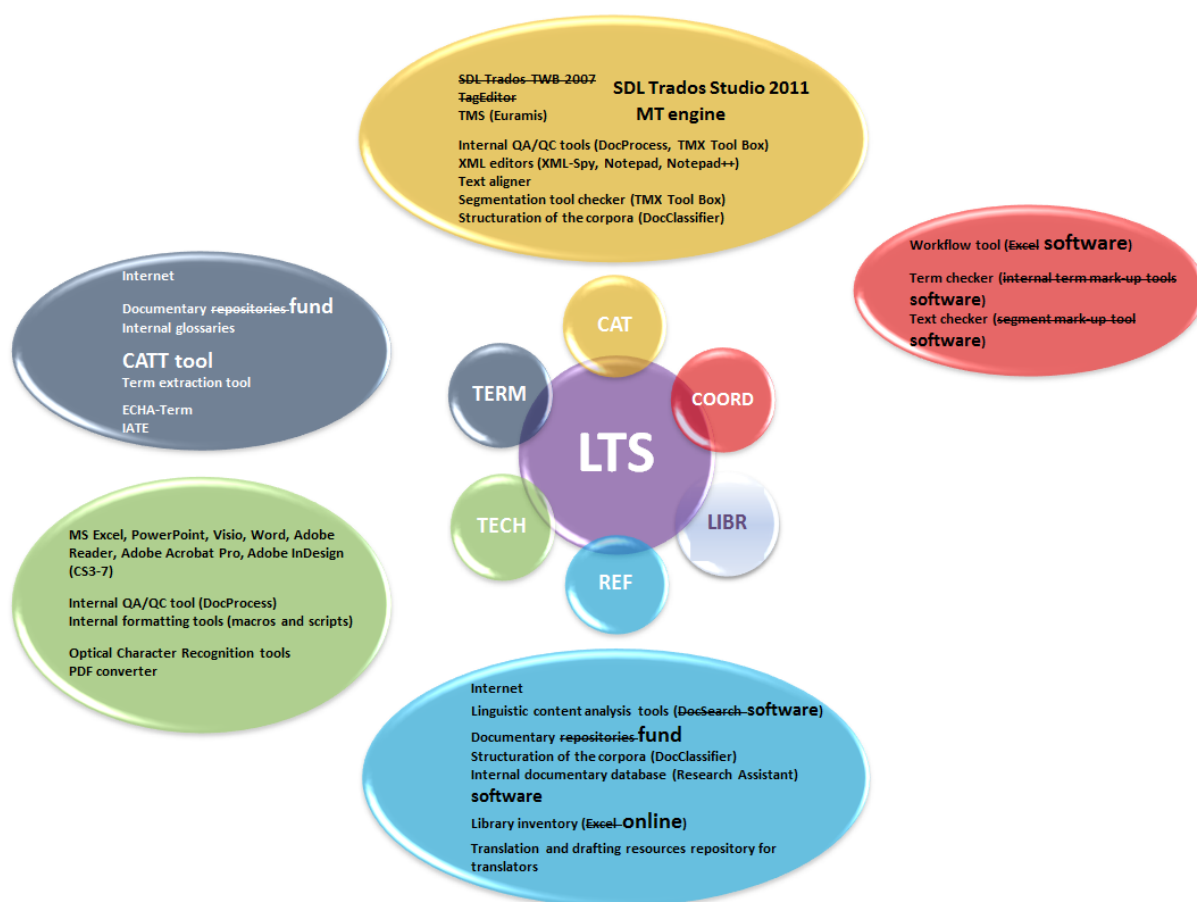 SDL Trados TWB 2007
TagEditor
TMS (Euramis)
SDL Trados Studio 2011
MT engine
Internal QA/QC tools (DocProcess, TMX Tool Box)
XML editors (XML-Spy, Notepad, Notepad++)
Text aligner
Segmentation tool checker (TMX Tool Box)
Structuration of the corpora (DocClassifier)
Workflow tool (Excel software)
Term checker (internal term mark-up tools
software)
Text checker (segment mark-up tool
software)
Internet
Documentary repositories fund
Internal glossaries
CATT tool
Term extraction tool
ECHA-Term
IATE
CAT
TERM
COORD
LTS
TECH
LIBR
REF
MS Excel, PowerPoint, Visio, Word, Adobe
Reader, Adobe Acrobat Pro, Adobe InDesign
(CS3-7)
Internal QA/QC tool (DocProcess)
Internal formatting tools (macros and scripts)
Optical Character Recognition tools
PDF converter
Internet
Linguistic content analysis tools (DocSearch software)
Documentary repositories fund
Structuration of the corpora (DocClassifier)
Internal documentary database (Research Assistant)
software
Library inventory (Excel online)
Translation and drafting resources repository for
translators